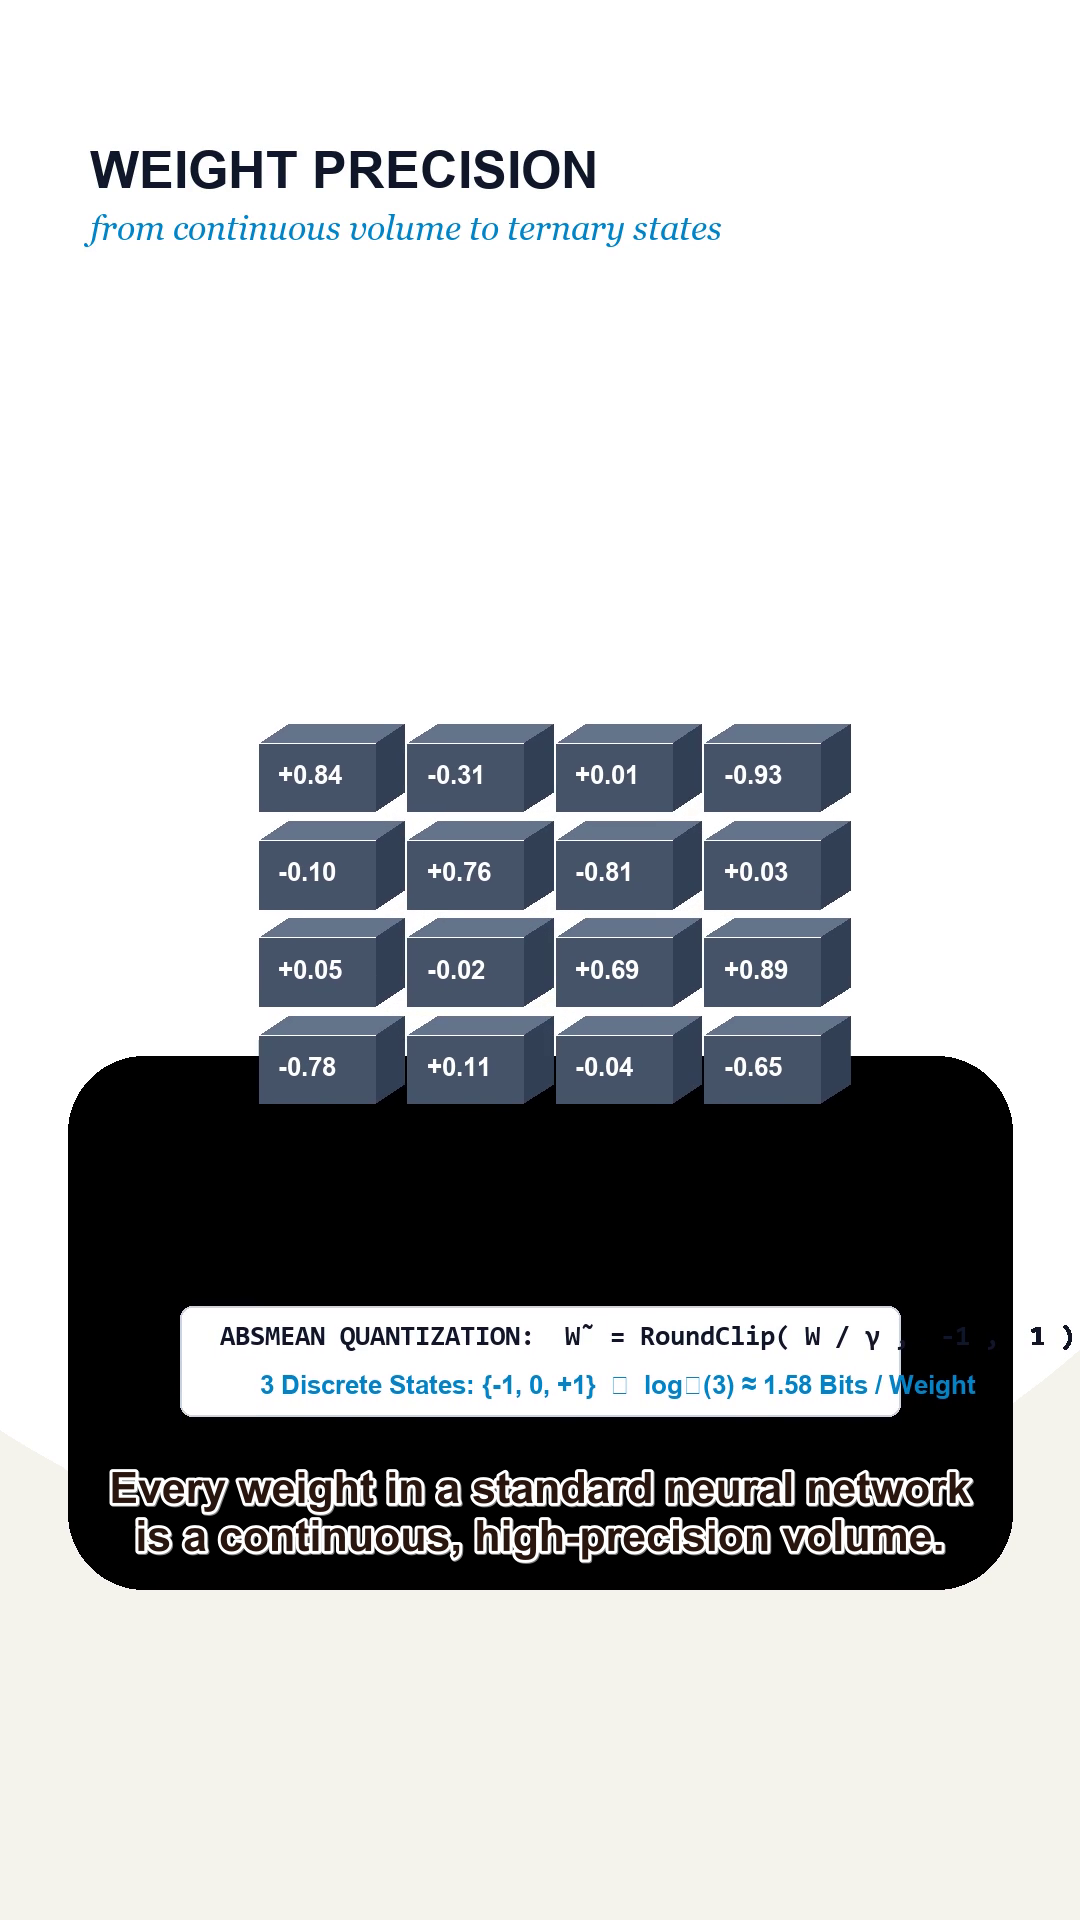 WEIGHT PRECISION
from continuous volume to ternary states
+0.84 -0.31 +0.01 -0.93
-0.10 +0.76 -0.81 +0.03
+0.05 -0.02 +0.69 +0.89
-0.78 +0.11 -0.04 -0.65
ABSMEAN QUANTIZATION: W˜ = RoundClip( W / γ , -1 , 1 )
3 Discrete States: {-1, 0, +1} □ log□(3) ≈ 1.58 Bits / Weight
Every weight in a standard neural network
is a continuous, high-precision volume.